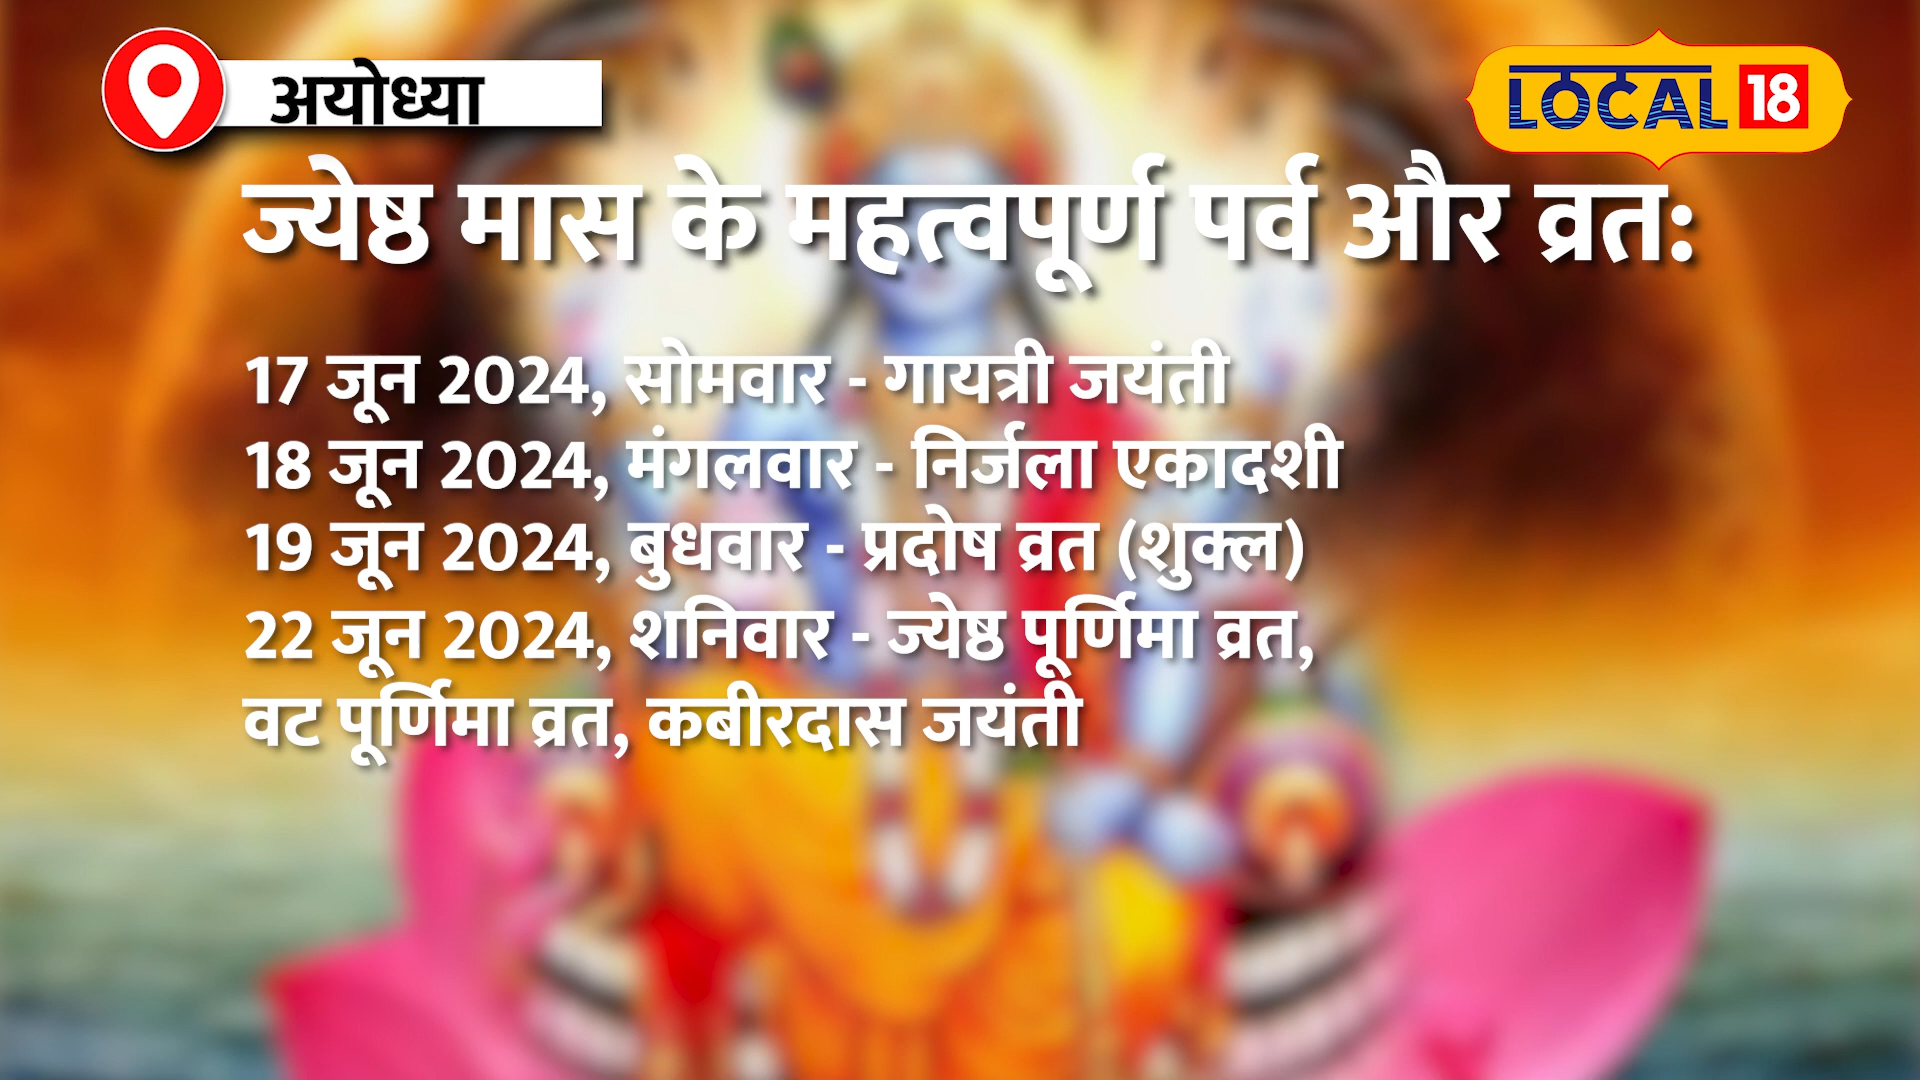 अयोध्या
LOCAL 18
ज्येष्ठ मास के महत्वपूर्ण पर्व और व्रत:
17 जून 2024, सोमवार - गायत्री जयंती
18 जून 2024, मंगलवार - निर्जला एकादशी
19 जून 2024, बुधवार - प्रदोष व्रत (शुक्ल)
22 जून 2024, शनिवार - ज्येष्ठ पूर्णिमा व्रत,
वट पूर्णिमा व्रत, कबीरदास जयंती